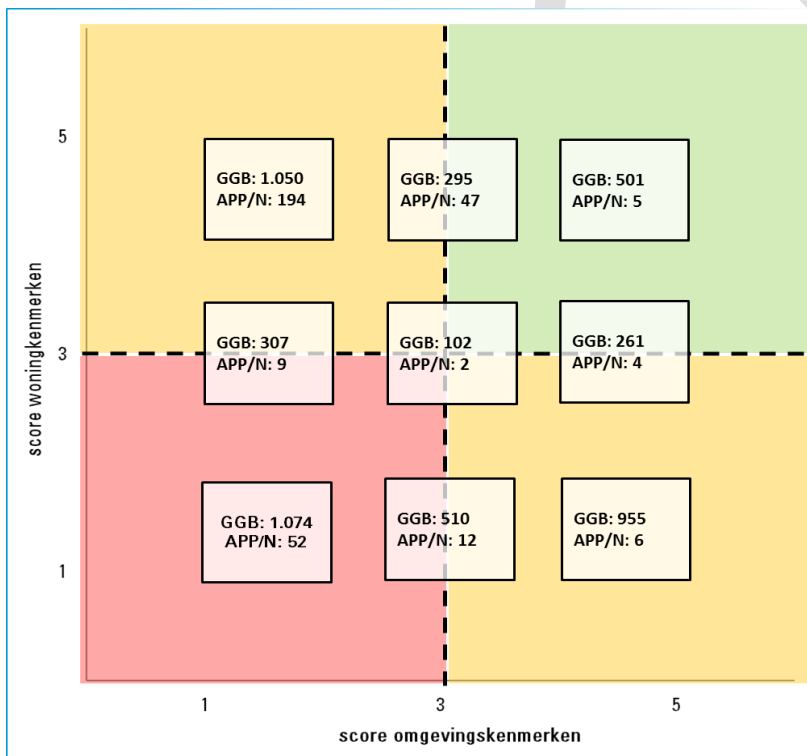 5
GGB: 1.050
APP/N: 194
GGB: 295
APP/N: 47
GGB: 501
APP/N: 5
score woningkenmerken
3
GGB: 307
APP/N: 9
GGB: 102
APP/N: 2
GGB: 261
APP/N: 4
1
GGB: 1.074
APP/N: 52
GGB: 510
APP/N: 12
GGB: 955
APP/N: 6
1 3 5
score omgevingskenmerken